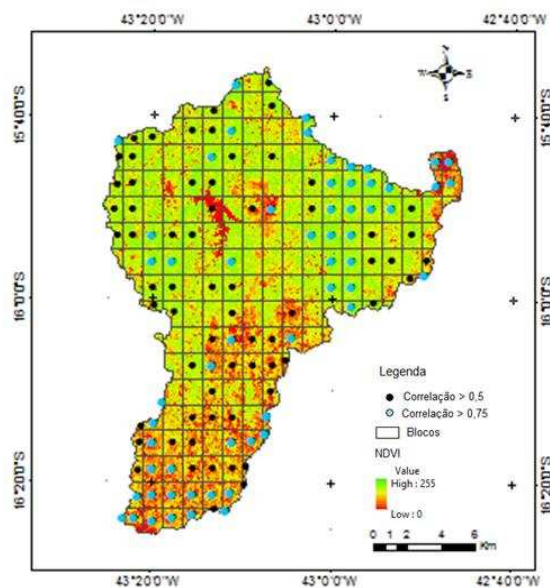 43°20'0"W 43°0'0"W 42°40'0"W
15°40'0"S 15°40'0"S
N
W E
S
16°0'0"S 16°0'0"S
Legenda
Correlação > 0,5
Correlação > 0,75
Blocos
NDVI
Value
High : 255
Low : 0
16°20'0"S 16°20'0"S
0 1 2 4 6
Km
43°20'0"W 43°0'0"W 42°40'0"W